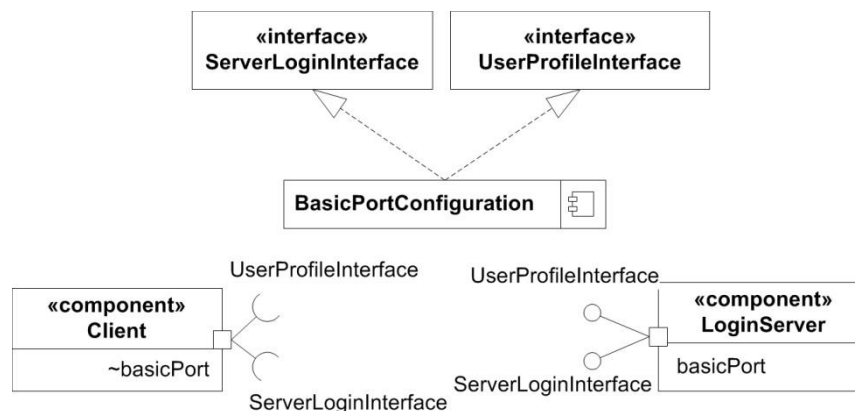 «interface»
ServerLoginInterface
«interface»
UserProfileInterface
BasicPortConfiguration
UserProfileInterface
«component»
Client
~basicPort
ServerLoginInterface
UserProfileInterface
«component»
LoginServer
basicPort
ServerLoginInterface